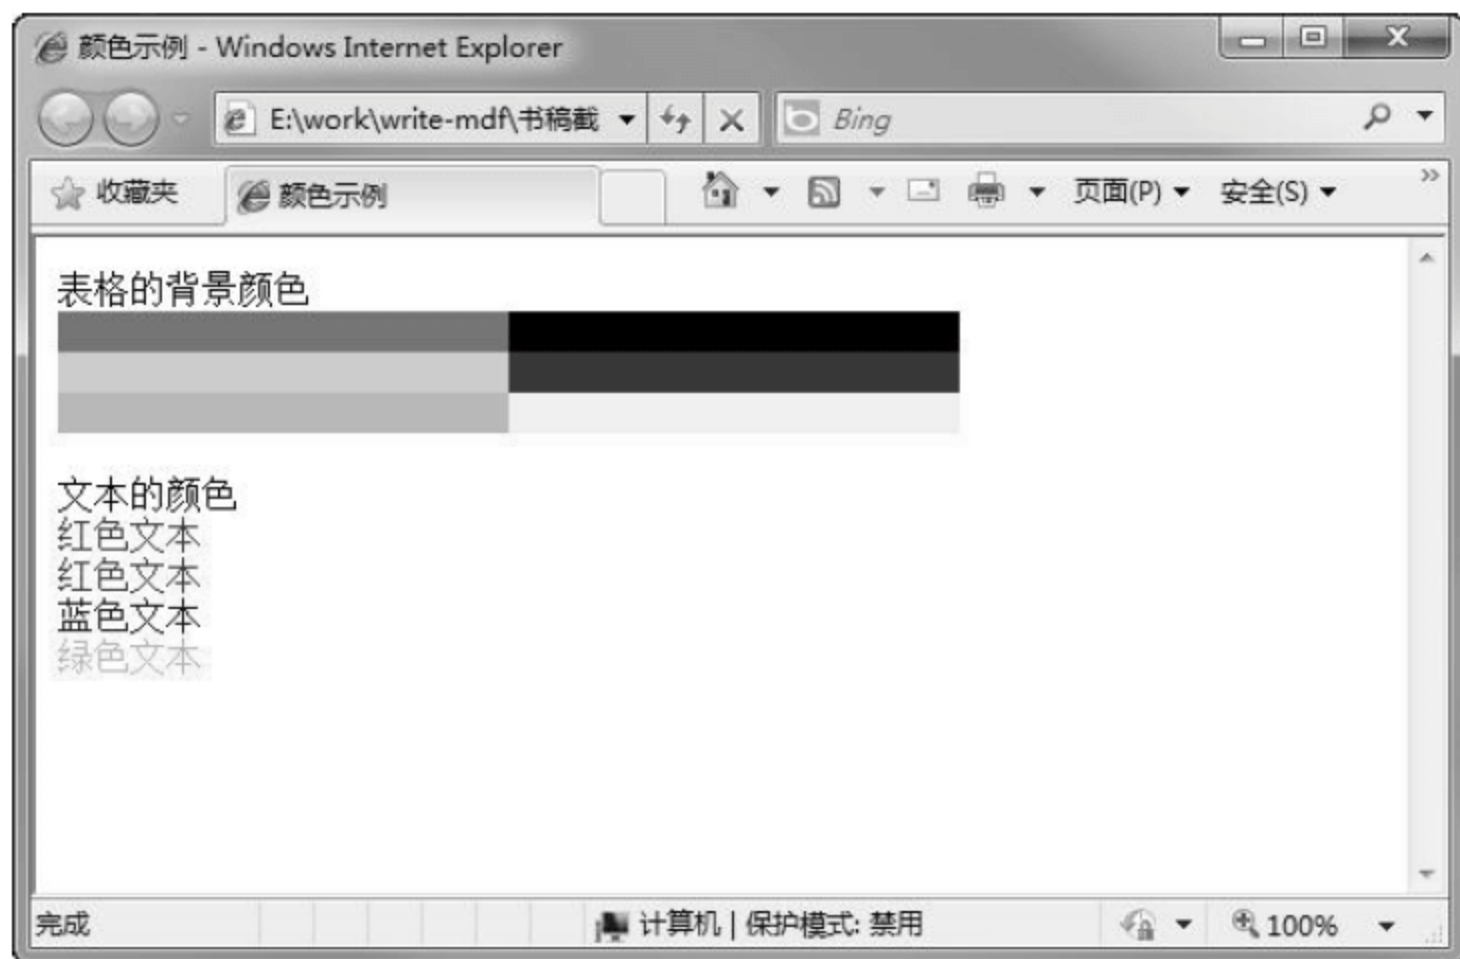 颜色示例 - Windows Internet Explorer
E:\work\write-mdf\书稿截
Bing
收藏夹
颜色示例
页面(P)
安全(S)
表格的背景颜色
文本的颜色
红色文本
红色文本
蓝色文本
绿色文本
完成
计算机 | 保护模式: 禁用
100%